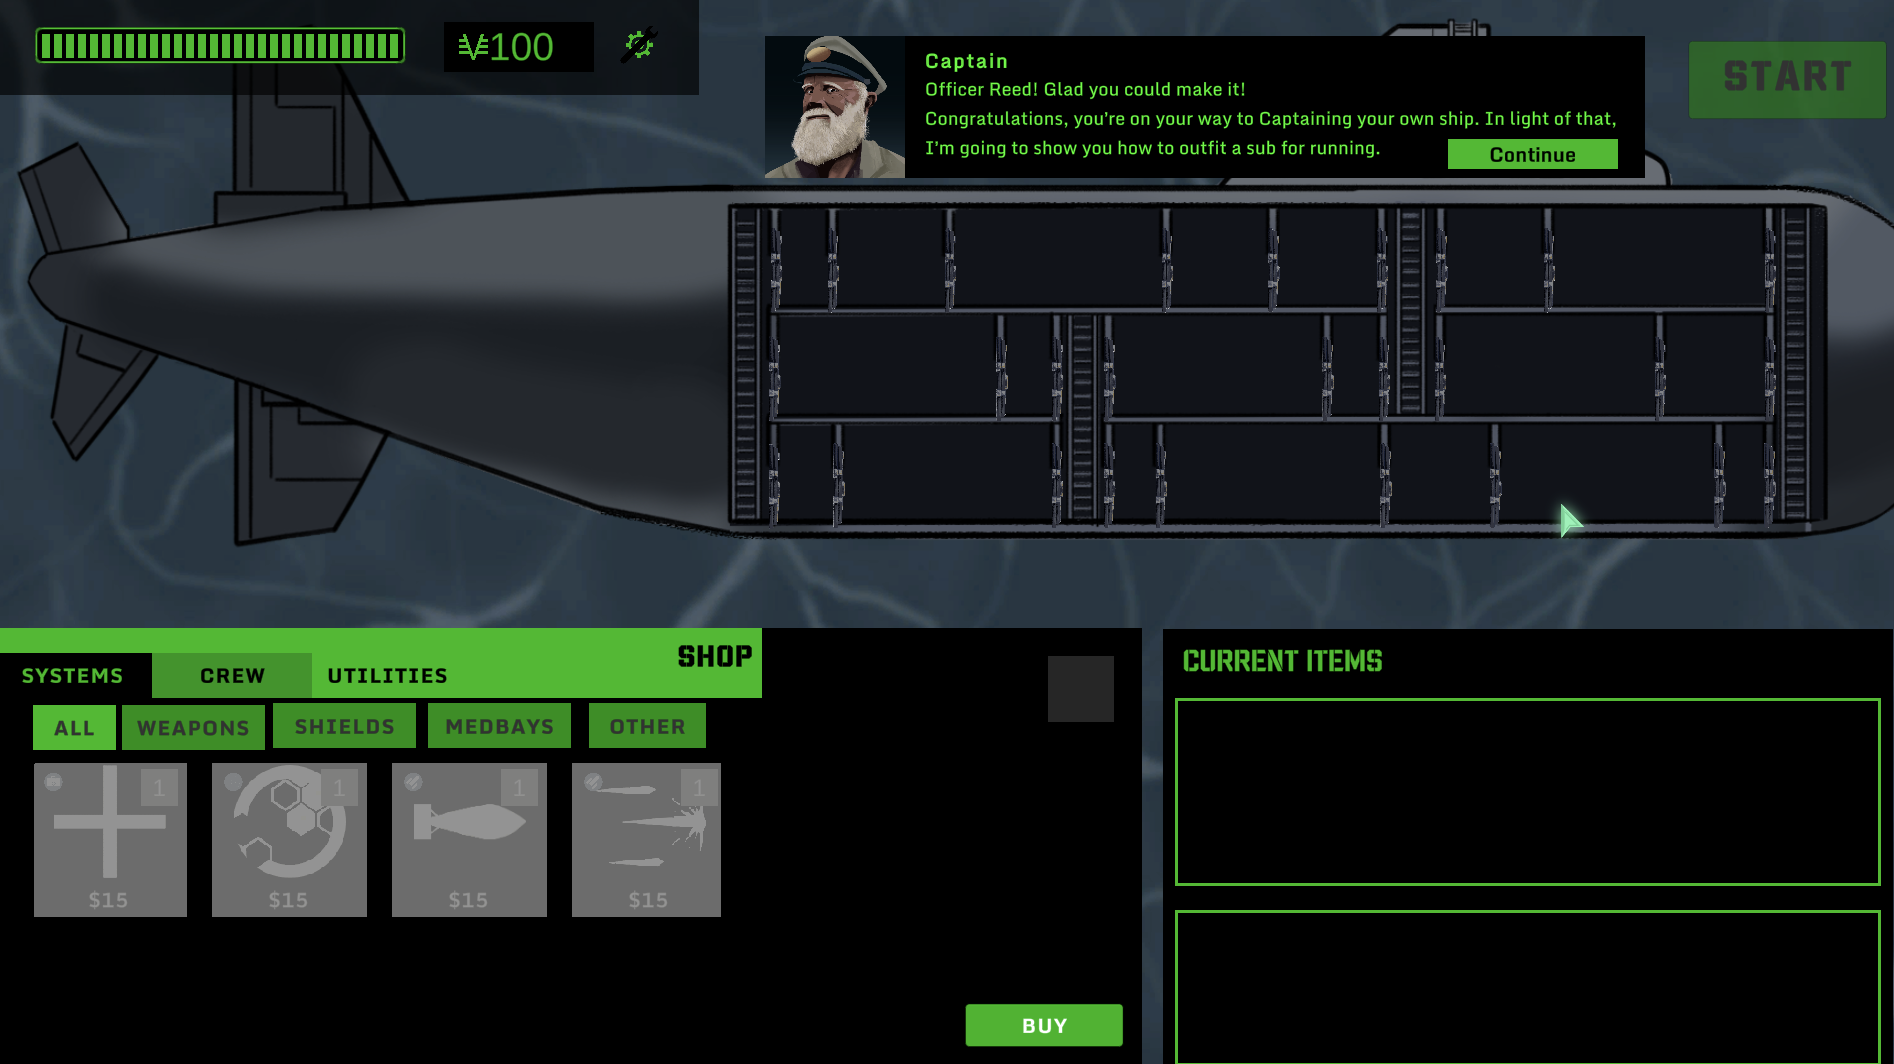 100
START
Captain
Officer Reed! Glad you could make it!
Congratulations, you're on your way to Captaining your own ship. In light of that,
I'm going to show you how to outfit a sub for running.
Continue
SHOP
SYSTEMS CREW UTILITIES
ALL WEAPONS SHIELDS MEDBAYS OTHER
1 1 1 1
$15 $15 $15 $15
BUY
CURRENT ITEMS